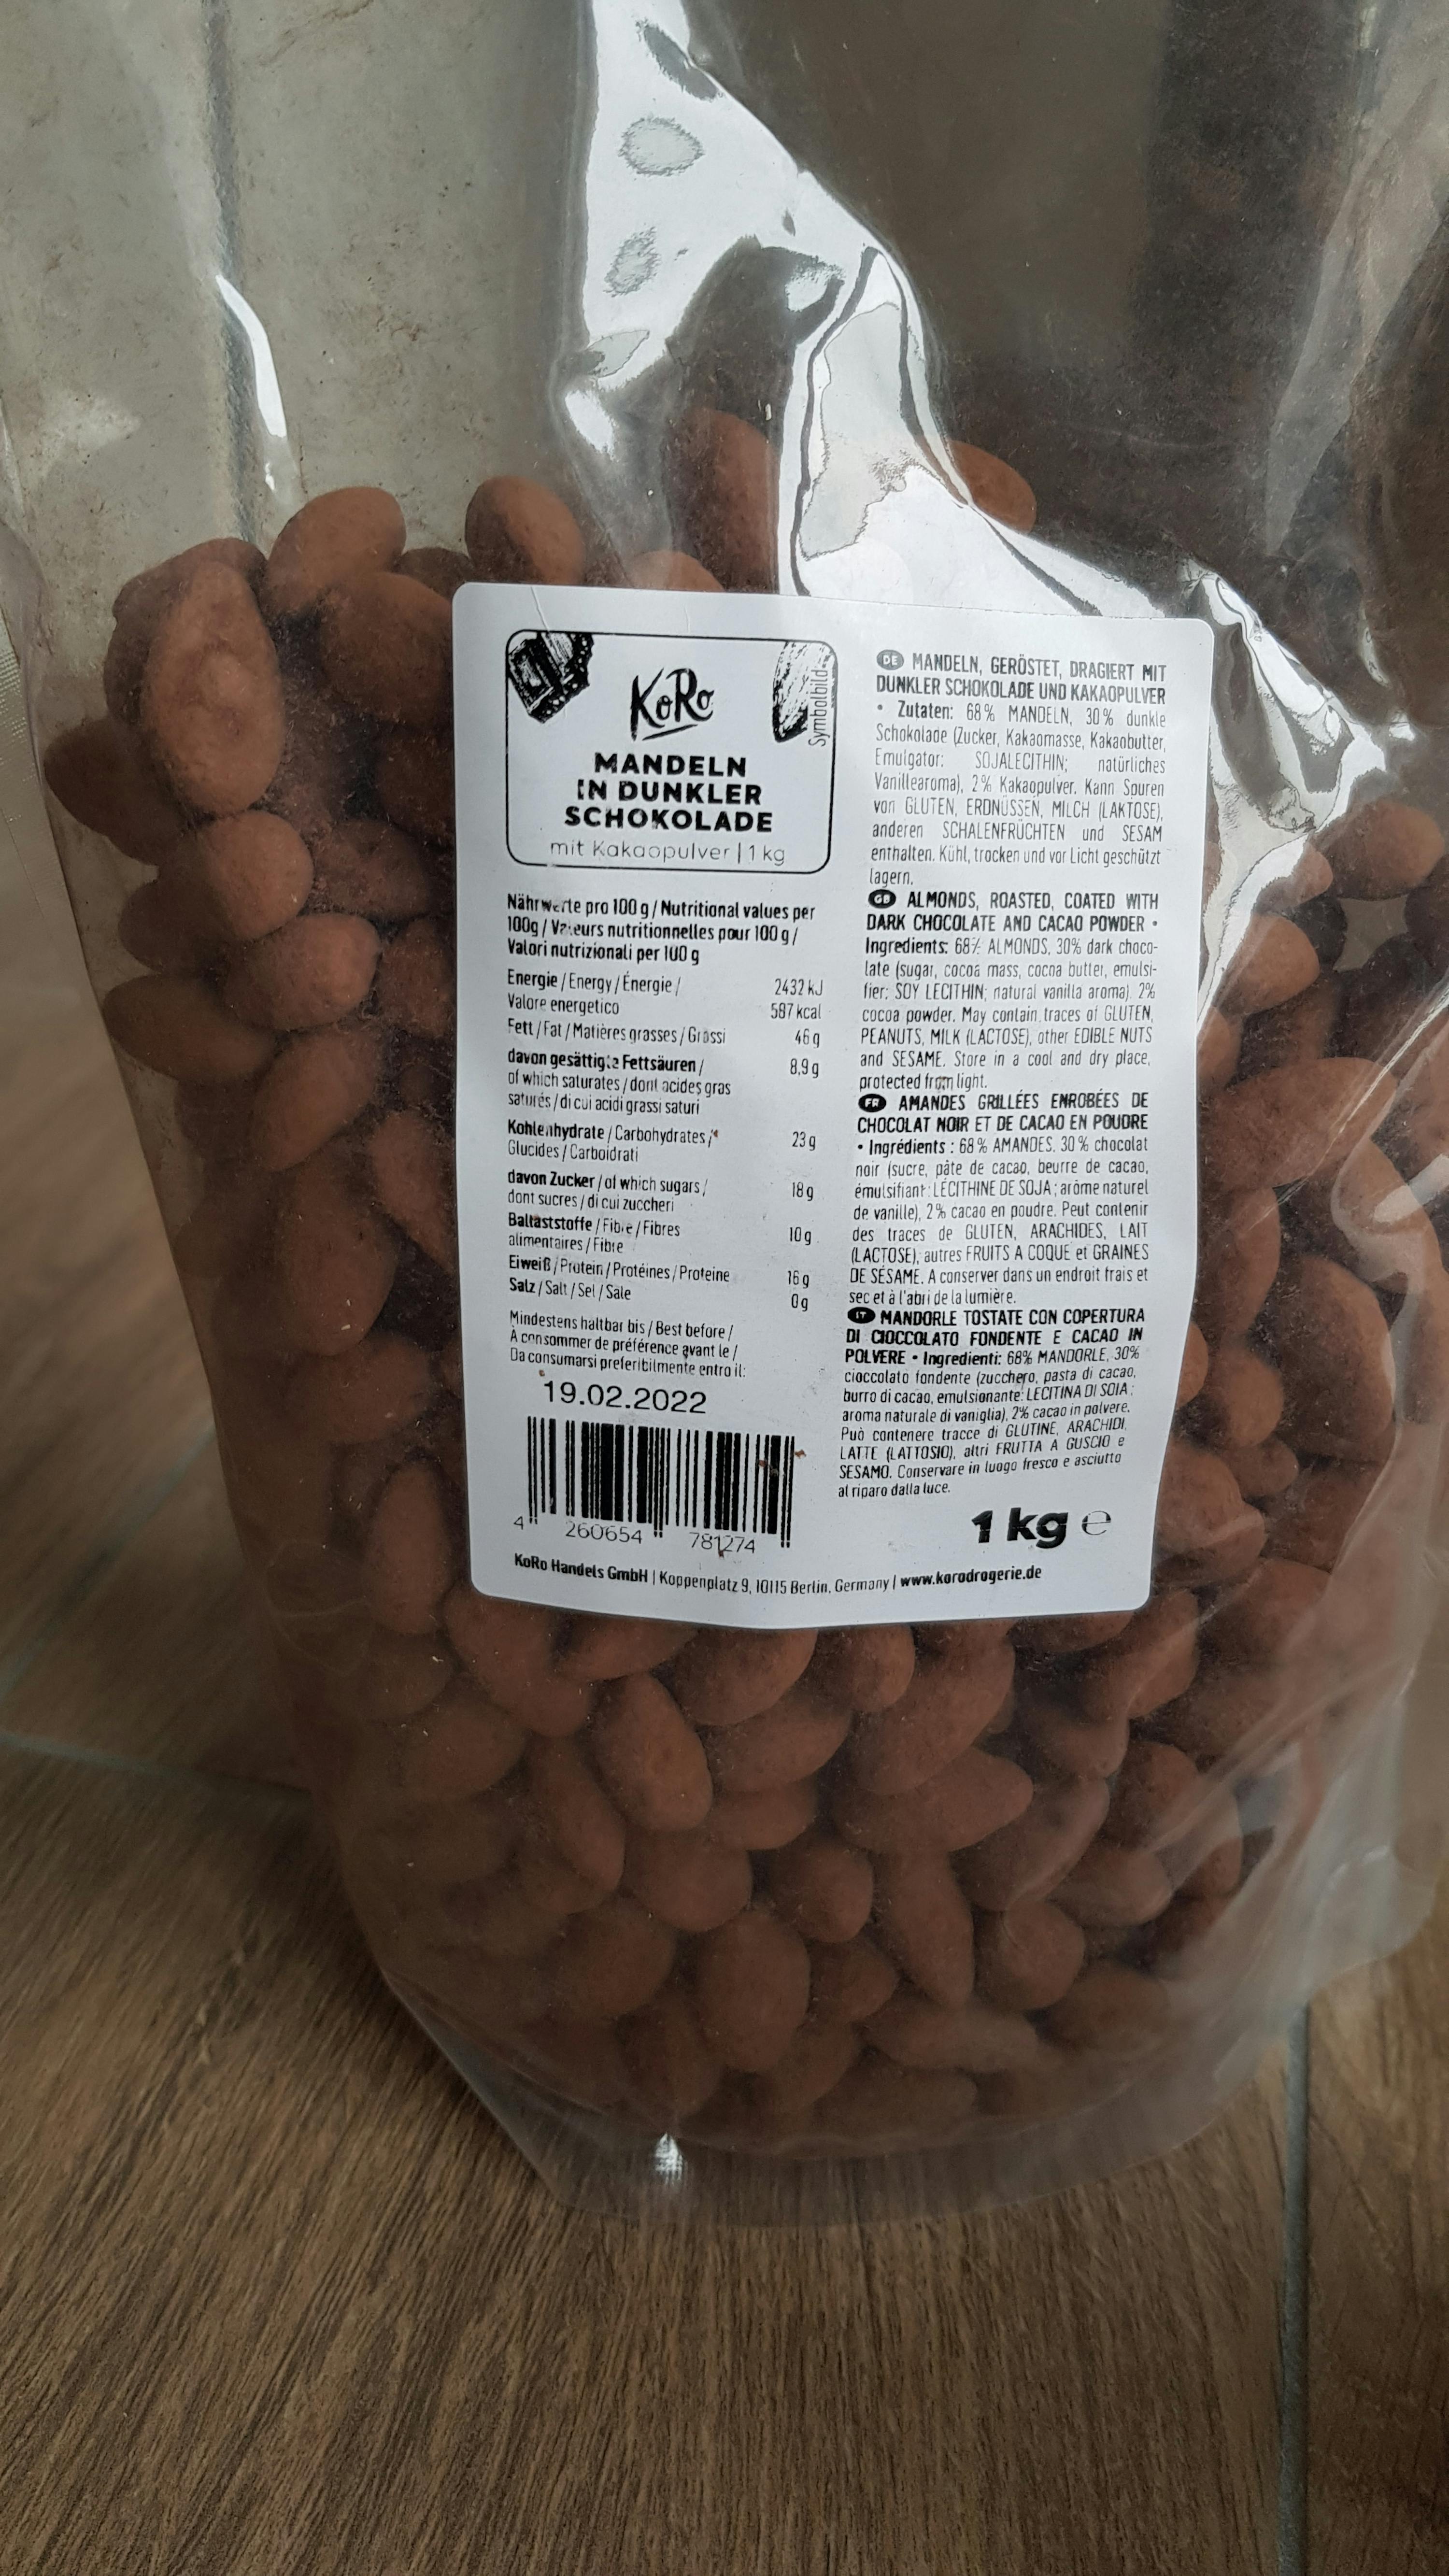 KoRo
Symbolbild
MANDELN
IN DUNKLER
SCHOKOLADE
mit Kakaopulver | 1 kg
Nährwerte pro 100 g / Nutritional values per
100g / Valeurs nutritionnelles pour 100 g /
Valori nutrizionali per 100 g
Energie / Energy / Énergie / 2432 kJ
Valore energetico 587 kcal
Fett / Fat / Matières grasses / Grassi 46 g
davon gesättigte Fettsäuren / 8,9 g
of which saturates / dont acides gras
saturés / di cui acidi grassi saturi
Kohlenhydrate / Carbohydrates / 23 g
Glucides / Carboidrati
davon Zucker / of which sugars / 18 g
dont sucres / di cui zuccheri
Ballaststoffe / Fibre / Fibres 10 g
alimentaires / Fibre
Eiweiß / Protein / Protéines / Proteine 16 g
Salz / Salt / Sel / Sale 0 g
Mindestens haltbar bis / Best before /
À consommer de préférence avant le /
Da consumarsi preferibilmente entro il:
19.02.2022
4 260654 781274
DE MANDELN, GERÖSTET, DRAGIERT MIT
DUNKLER SCHOKOLADE UND KAKAOPULVER
• Zutaten: 68% MANDELN, 30% dunkle
Schokolade (Zucker, Kakaomasse, Kakaobutter,
Emulgator: SOJALECITHIN; natürliches
Vanillearoma), 2% Kakaopulver. Kann Spuren
von GLUTEN, ERDNÜSSEN, MILCH (LAKTOSE),
anderen SCHALENFRÜCHTEN und SESAM
enthalten. Kühl, trocken und vor Licht geschützt
lagern.
GB ALMONDS, ROASTED, COATED WITH
DARK CHOCOLATE AND CACAO POWDER •
Ingredients: 68% ALMONDS, 30% dark choco-
late (sugar, cocoa mass, cocoa butter, emulsi-
fier: SOY LECITHIN; natural vanilla aroma) 2%
cocoa powder. May contain traces of GLUTEN,
PEANUTS, MILK (LACTOSE), other EDIBLE NUTS
and SESAME. Store in a cool and dry place,
protected from light.
FR AMANDES GRILLÉES ENROBÉES DE
CHOCOLAT NOIR ET DE CACAO EN POUDRE
• Ingrédients : 68% AMANDES, 30% chocolat
noir (sucre, pâte de cacao, beurre de cacao,
émulsifiant : LÉCITHINE DE SOJA ; arôme naturel
de vanille), 2% cacao en poudre. Peut contenir
des traces de GLUTEN, ARACHIDES, LAIT
(LACTOSE), autres FRUITS A COQUE et GRAINES
DE SÉSAME. A conserver dans un endroit frais et
sec et à l'abri de la lumière.
IT MANDORLE TOSTATE CON COPERTURA
DI CIOCCOLATO FONDENTE E CACAO IN
POLVERE • Ingredienti: 68% MANDORLE, 30%
cioccolato fondente (zucchero, pasta di cacao,
burro di cacao, emulsionante: LECITINA DI SOIA ;
aroma naturale di vaniglia), 2% cacao in polvere.
Può contenere tracce di GLUTINE, ARACHIDI,
LATTE (LATTOSIO), altri FRUTTA A GUSCIO e
SESAMO. Conservare in luogo fresco e asciutto
al riparo dalla luce.
1 kg e
KoRo Handels GmbH | Koppenplatz 9, 10115 Berlin, Germany | www.korodrogerie.de